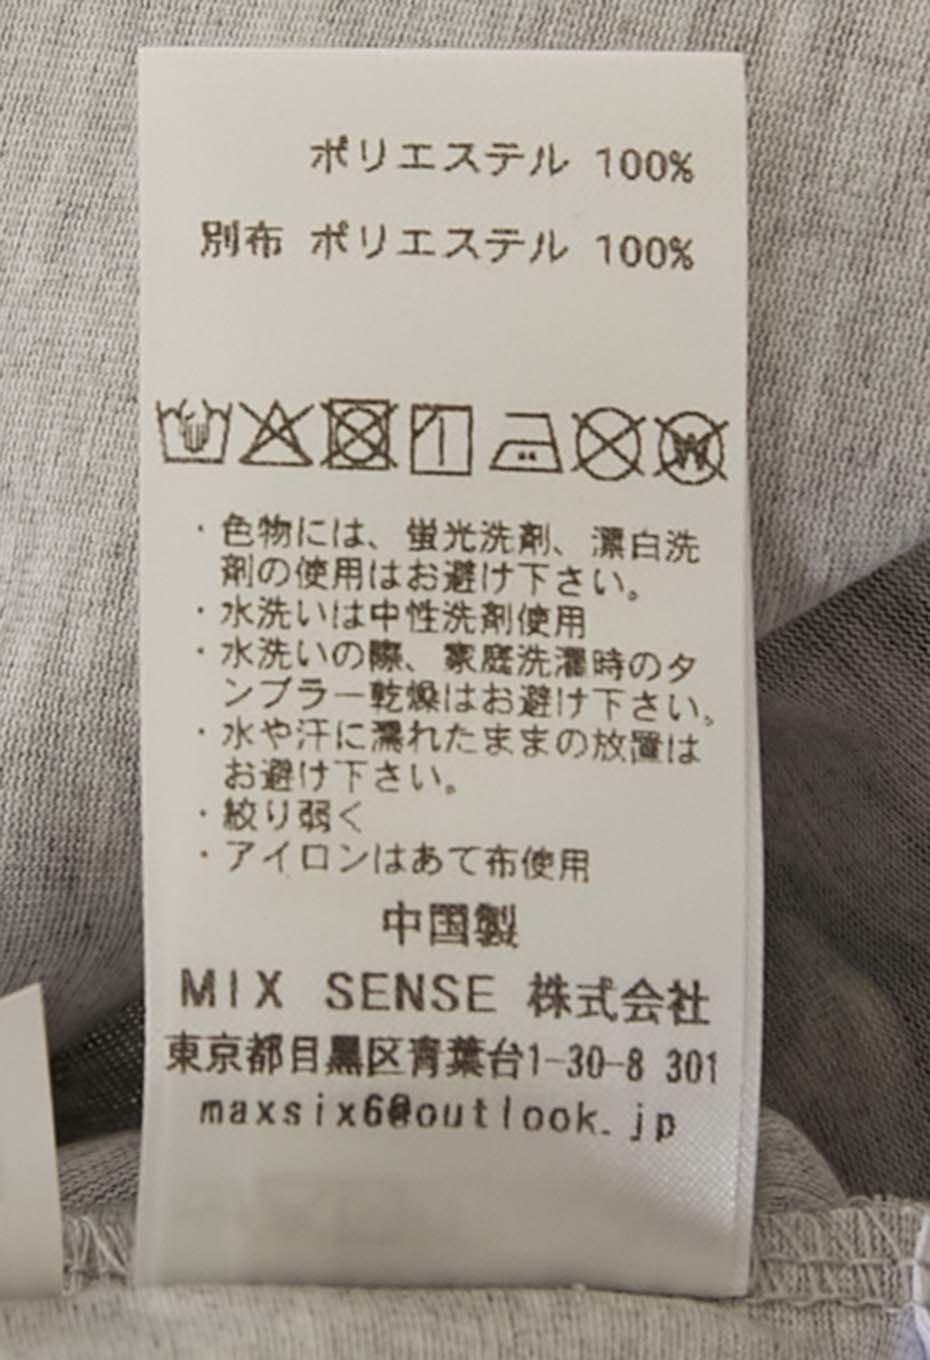 ポリエステル 100%
別布 ポリエステル 100%
・色物には、蛍光洗剤、漂白洗
剤の使用はお避け下さい。
・水洗いは中性洗剤使用
・水洗いの際、家庭洗濯時のタ
ンブラー乾燥はお避け下さい。
・水や汗に濡れたままの放置は
お避け下さい。
・絞り弱く
・アイロンはあて布使用
中国製
MIX SENSE 株式会社
東京都目黒区青葉台1-30-8 301
maxsix6@outlook.jp